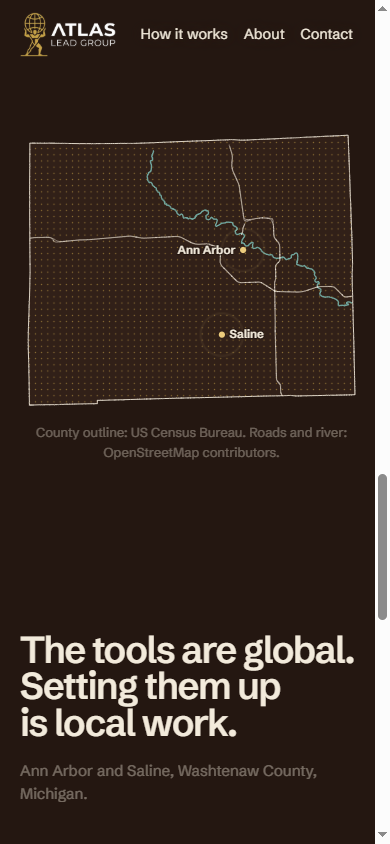 ATLAS
LEAD GROUP
How it works
About
Contact
Ann Arbor
Saline
County outline: US Census Bureau. Roads and river:
OpenStreetMap contributors.
The tools are global.
Setting them up
is local work.
Ann Arbor and Saline, Washtenaw County,
Michigan.